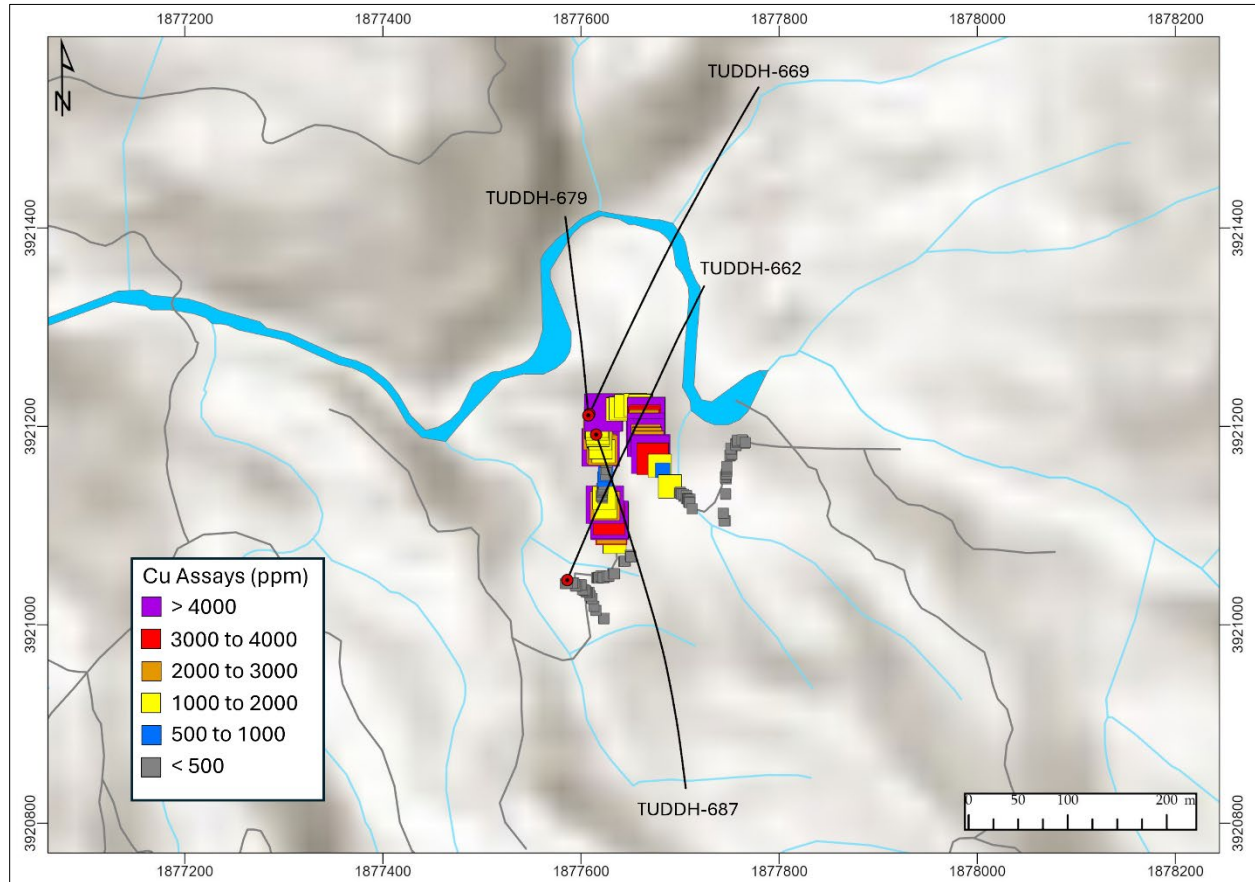 1877200 1877400 1877600 1877800 1878000 1878200
N
TUDDH-669
TUDDH-679
TUDDH-662
3921400 3921400
3921200 3921200
3921000 3921000
3920800 3920800
Cu Assays (ppm)
> 4000
3000 to 4000
2000 to 3000
1000 to 2000
500 to 1000
< 500
TUDDH-687
0 50 100 200 m
1877200 1877400 1877600 1877800 1878000 1878200